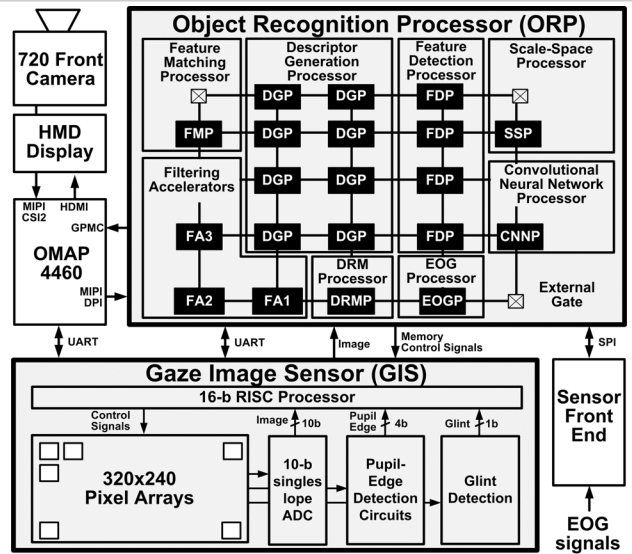 Object Recognition Processor (ORP)
720 Front
Camera
HMD
Display
MIPI
CSI2
HDMI
GPMC
OMAP
4460
MIPI
DPI
Feature
Matching
Processor
FMP
Descriptor
Generation
Processor
DGP DGP
DGP DGP
DGP DGP
DGP DGP
Feature
Detection
Processor
FDP
FDP
FDP
FDP
Scale-Space
Processor
SSP
Filtering
Accelerators
FA3
FA2 FA1
Convolutional
Neural Network
Processor
CNNP
DRM
Processor
DRMP
EOG
Processor
EOGP
External
Gate
UART
UART
Image
Memory
Control Signals
SPI
Gaze Image Sensor (GIS)
16-b RISC Processor
Control
Signals
Image
10b
Pupil
Edge
4b
Glint
1b
320x240
Pixel Arrays
10-b
singles
lope
ADC
Pupil-
Edge
Detection
Circuits
Glint
Detection
Sensor
Front
End
EOG
signals